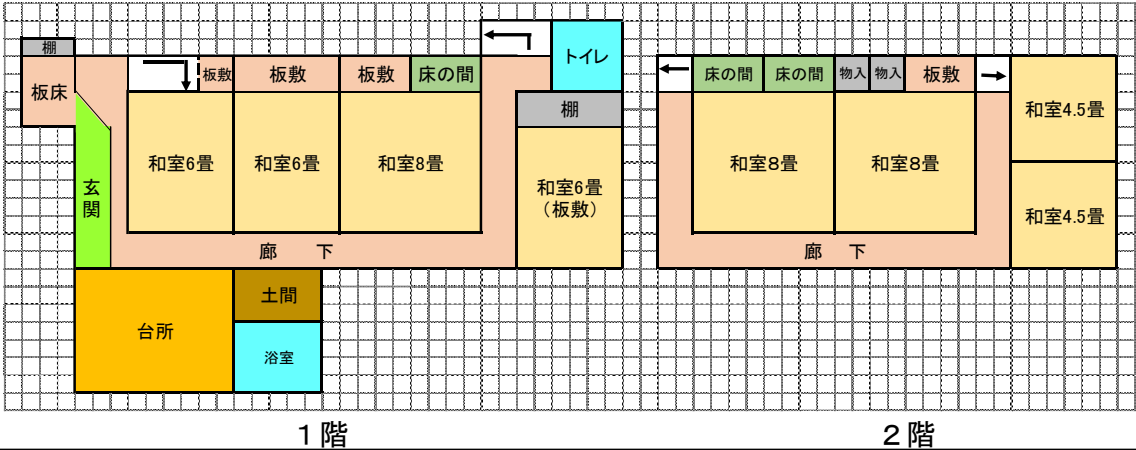 棚
トイレ
板床
板敷
板敷
板敷
床の間
棚
和室6畳
和室6畳
和室8畳
和室6畳
（板敷）
玄
関
廊 下
土間
台所
浴室
1階
床の間
床の間
物入
物入
板敷
和室4.5畳
和室8畳
和室8畳
和室4.5畳
廊 下
2階